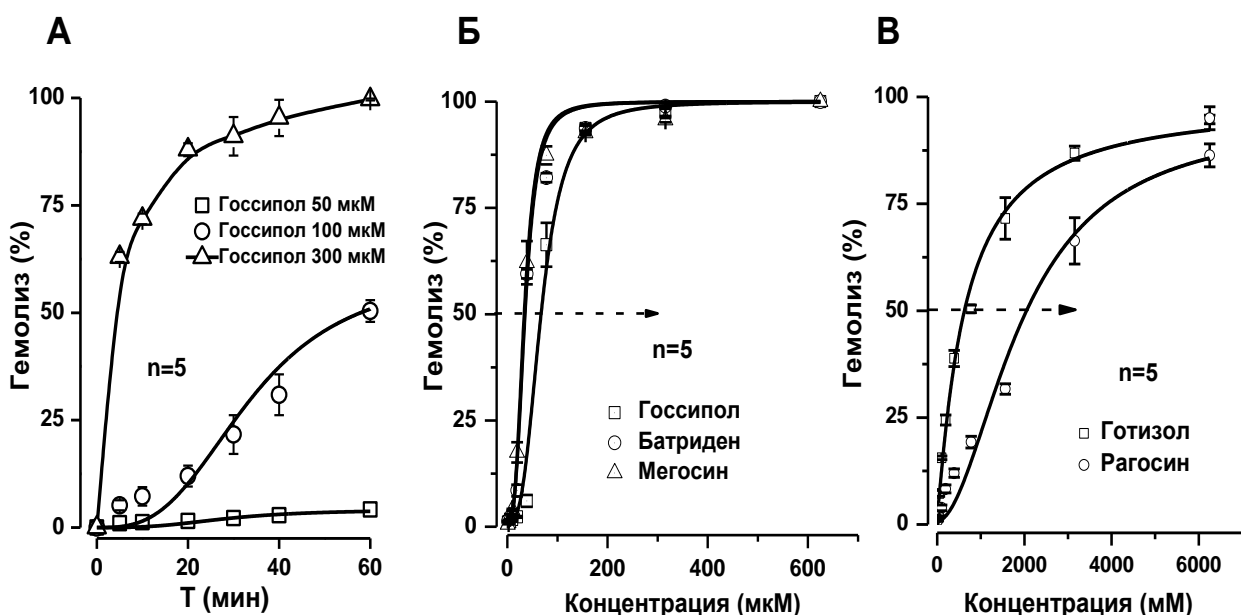 А
Гемолиз (%)
100
75
50
25
0
Госсипол 50 мкМ
Госсипол 100 мкМ
Госсипол 300 мкМ
n=5
0 20 40 60
Т (мин)
Б
Гемолиз (%)
100
75
50
25
0
n=5
Госсипол
Батриден
Мегосин
0 200 400 600
Концентрация (мкМ)
В
Гемолиз (%)
100
75
50
25
0
n=5
Готизол
Рагосин
0 2000 4000 6000
Концентрация (мМ)